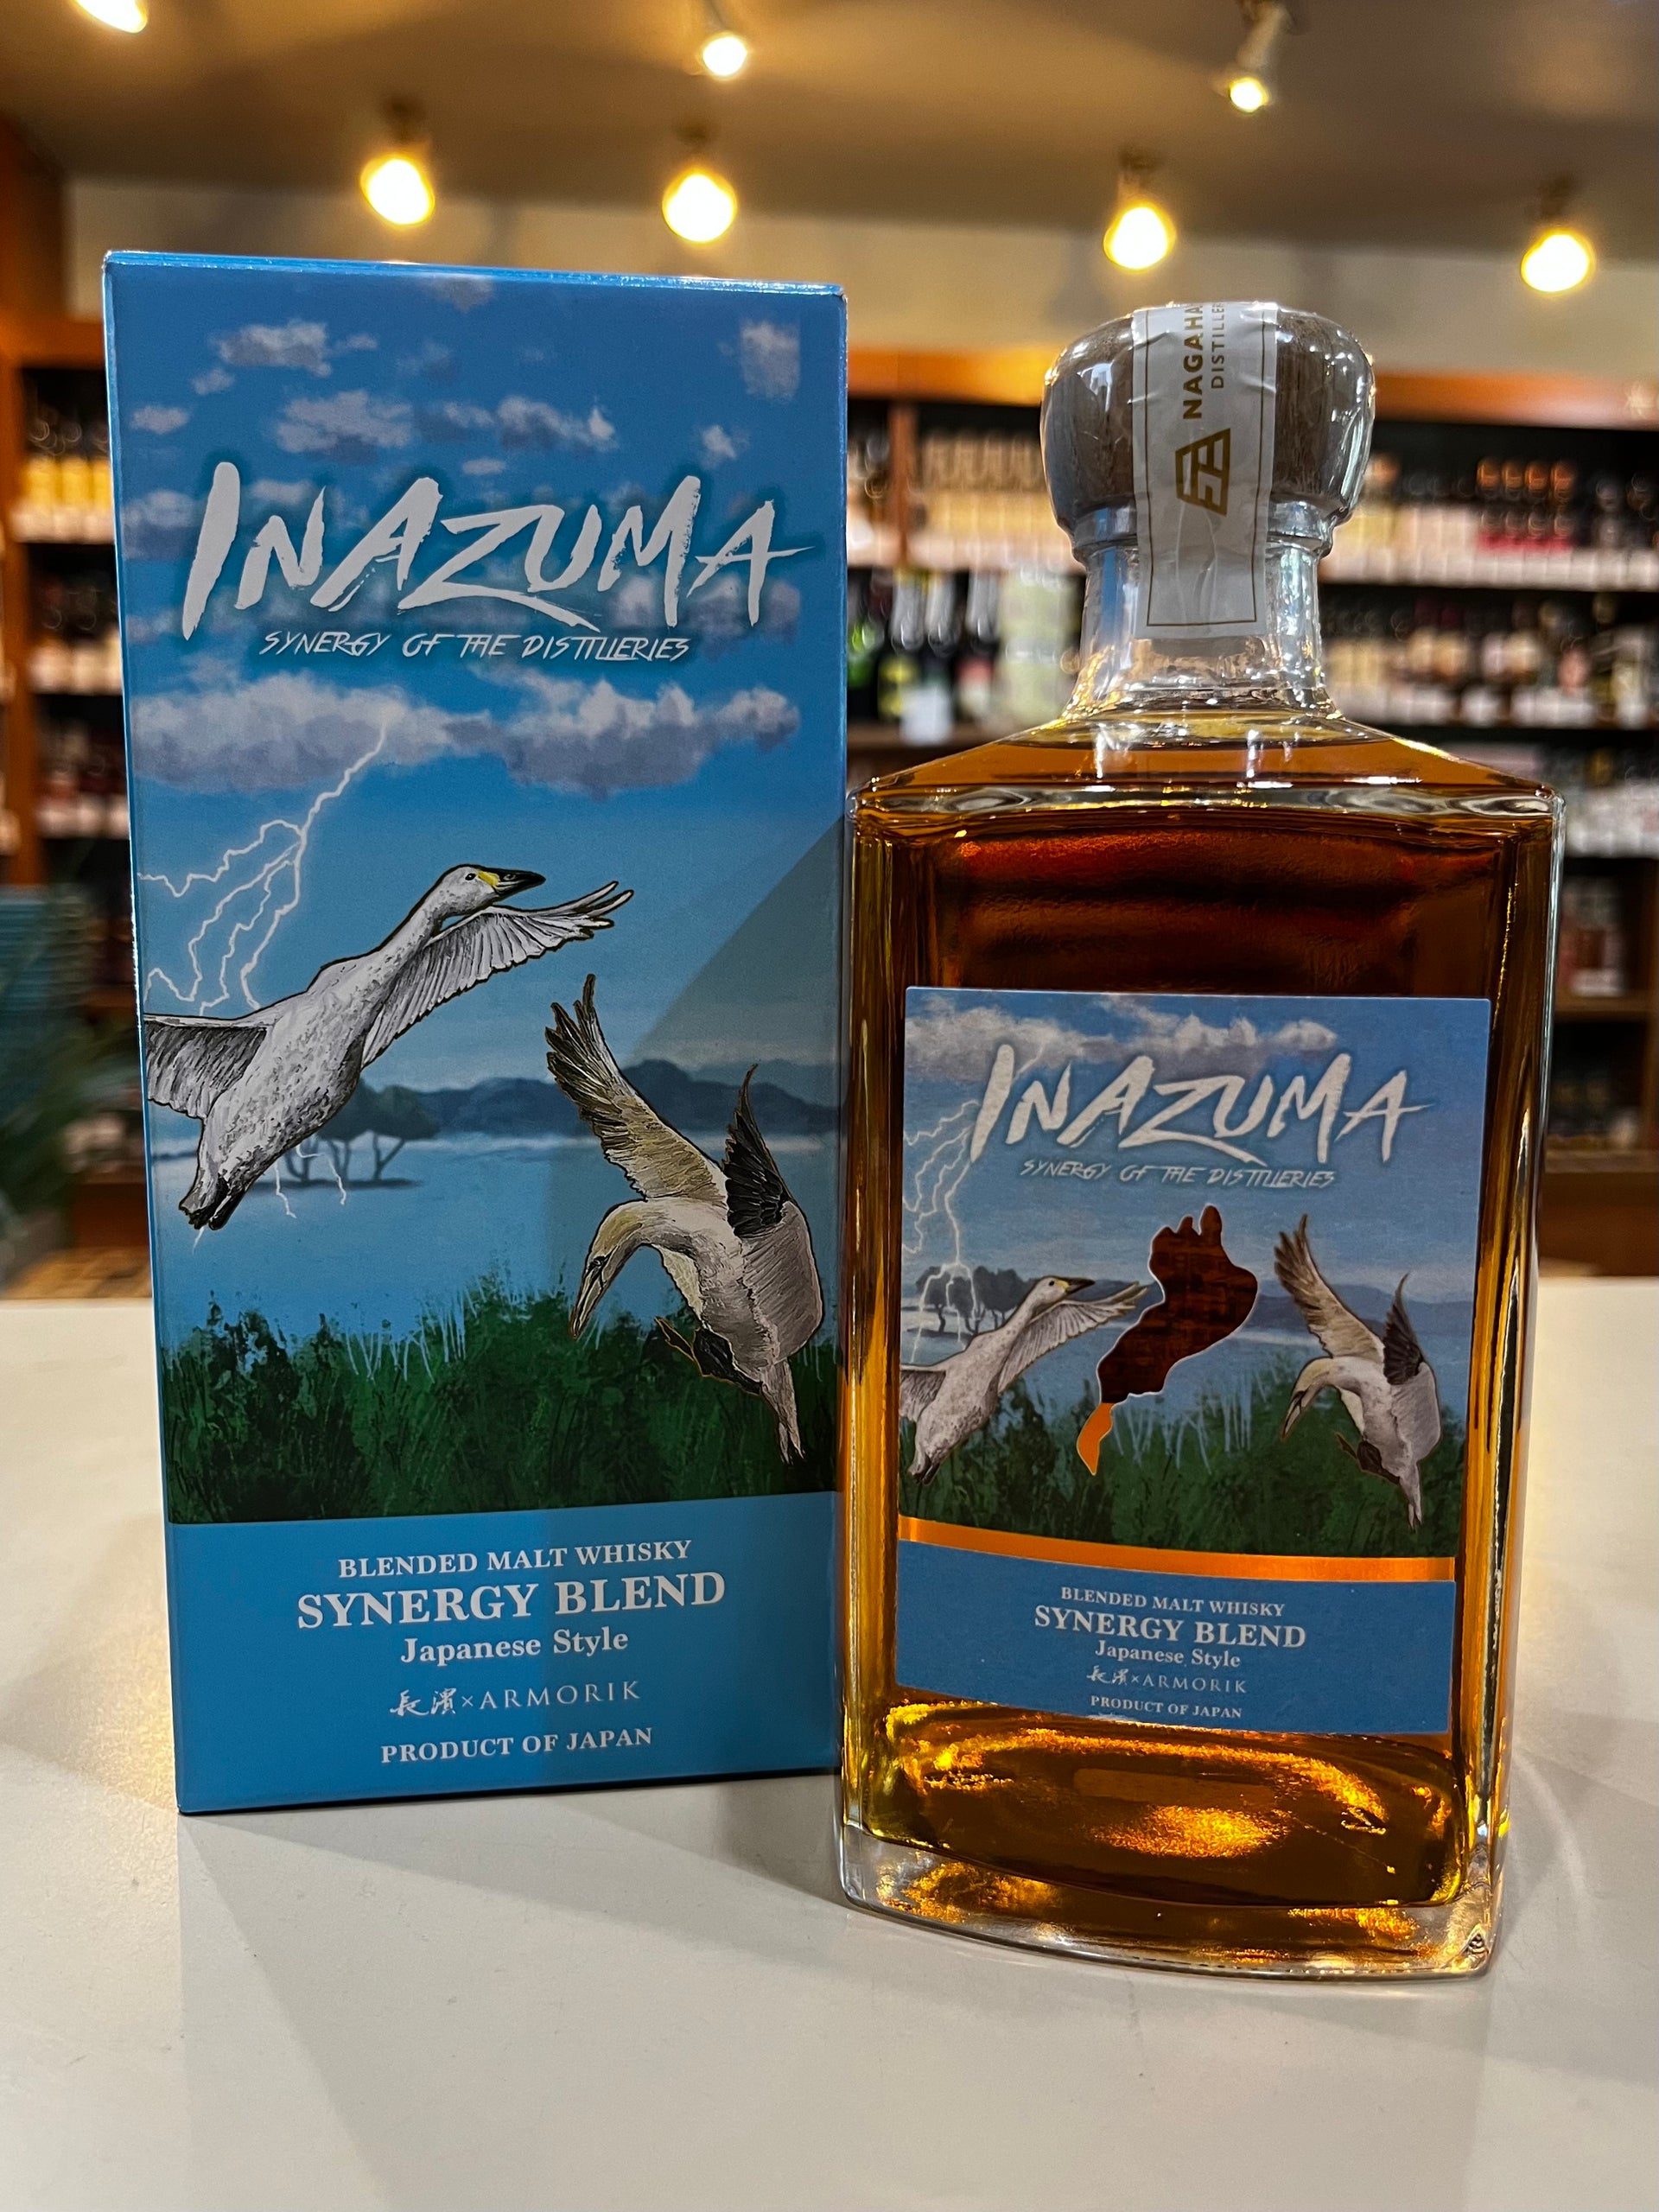 INAZUMA
SYNERGY OF THE DISTILLERIES
BLENDED MALT WHISKY
SYNERGY BLEND
Japanese Style
長濱×ARMORIK
PRODUCT OF JAPAN
NAGAHA
DISTILLE
INAZUMA
SYNERGY OF THE DISTILLERIES
BLENDED MALT WHISKY
SYNERGY BLEND
Japanese Style
長濱×ARMORIK
PRODUCT OF JAPAN